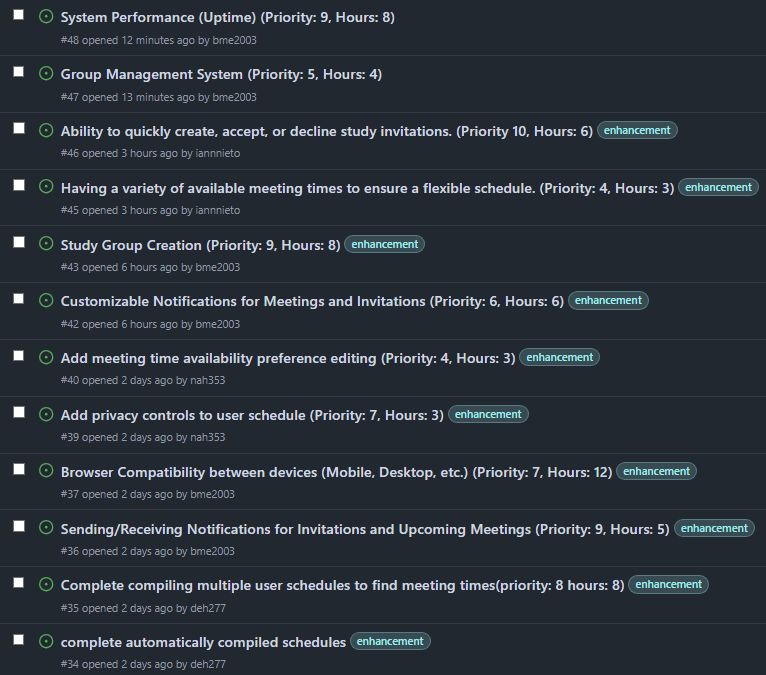 System Performance (Uptime) (Priority: 9, Hours: 8)
#48 opened 12 minutes ago by bme2003
Group Management System (Priority: 5, Hours: 4)
#47 opened 13 minutes ago by bme2003
Ability to quickly create, accept, or decline study invitations. (Priority 10, Hours: 6) enhancement
#46 opened 3 hours ago by iannnieto
Having a variety of available meeting times to ensure a flexible schedule. (Priority: 4, Hours: 3) enhancement
#45 opened 3 hours ago by iannnieto
Study Group Creation (Priority: 9, Hours: 8) enhancement
#43 opened 6 hours ago by bme2003
Customizable Notifications for Meetings and Invitations (Priority: 6, Hours: 6) enhancement
#42 opened 6 hours ago by bme2003
Add meeting time availability preference editing (Priority: 4, Hours: 3) enhancement
#40 opened 2 days ago by nah353
Add privacy controls to user schedule (Priority: 7, Hours: 3) enhancement
#39 opened 2 days ago by nah353
Browser Compatibility between devices (Mobile, Desktop, etc.) (Priority: 7, Hours: 12) enhancement
#37 opened 2 days ago by bme2003
Sending/Receiving Notifications for Invitations and Upcoming Meetings (Priority: 9, Hours: 5) enhancement
#36 opened 2 days ago by bme2003
Complete compiling multiple user schedules to find meeting times(priority: 8 hours: 8) enhancement
#35 opened 2 days ago by deh277
complete automatically compiled schedules enhancement
#34 opened 2 days ago by deh277